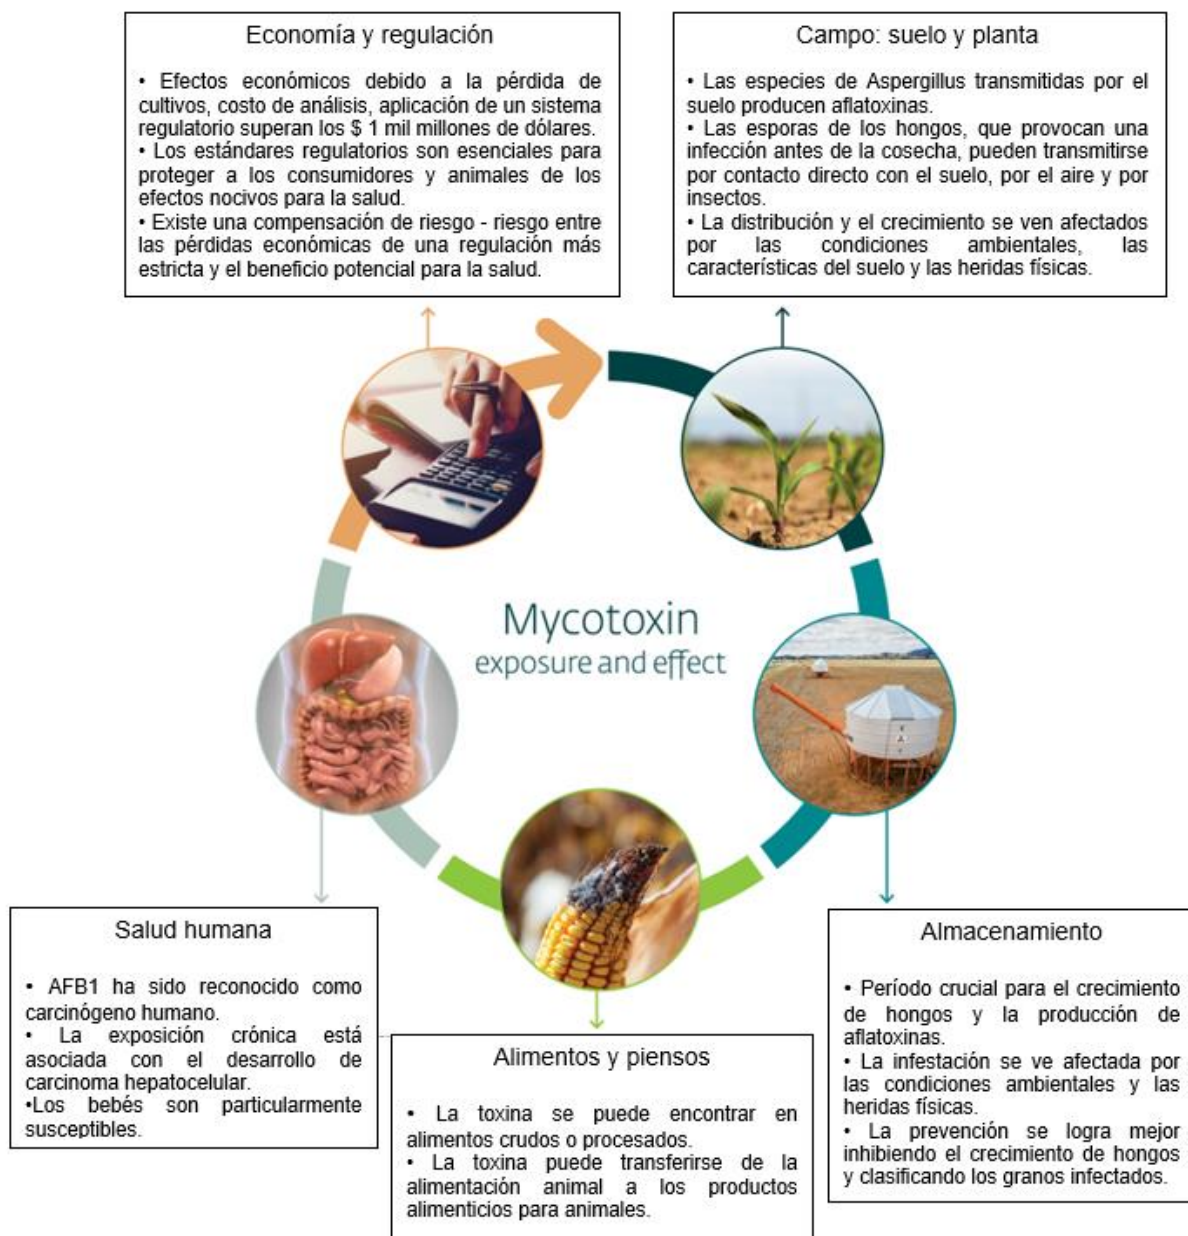 Economía y regulación
• Efectos económicos debido a la pérdida de
cultivos, costo de análisis, aplicación de un sistema
regulatorio superan los $ 1 mil millones de dólares.
• Los estándares regulatorios son esenciales para
proteger a los consumidores y animales de los
efectos nocivos para la salud.
• Existe una compensación de riesgo - riesgo entre
las pérdidas económicas de una regulación más
estricta y el beneficio potencial para la salud.
Campo: suelo y planta
• Las especies de Aspergillus transmitidas por el
suelo producen aflatoxinas.
• Las esporas de los hongos, que provocan una
infección antes de la cosecha, pueden transmitirse
por contacto directo con el suelo, por el aire y por
insectos.
• La distribución y el crecimiento se ven afectados
por las condiciones ambientales, las
características del suelo y las heridas físicas.
Mycotoxin
exposure and effect
Salud humana
• AFB1 ha sido reconocido como
carcinógeno humano.
• La exposición crónica está
asociada con el desarrollo de
carcinoma hepatocelular.
•Los bebés son particularmente
susceptibles.
Alimentos y piensos
• La toxina se puede encontrar en
alimentos crudos o procesados.
• La toxina puede transferirse de la
alimentación animal a los productos
alimenticios para animales.
Almacenamiento
• Período crucial para el crecimiento
de hongos y la producción de
aflatoxinas.
• La infestación se ve afectada por
las condiciones ambientales y las
heridas físicas.
• La prevención se logra mejor
inhibiendo el crecimiento de hongos
y clasificando los granos infectados.